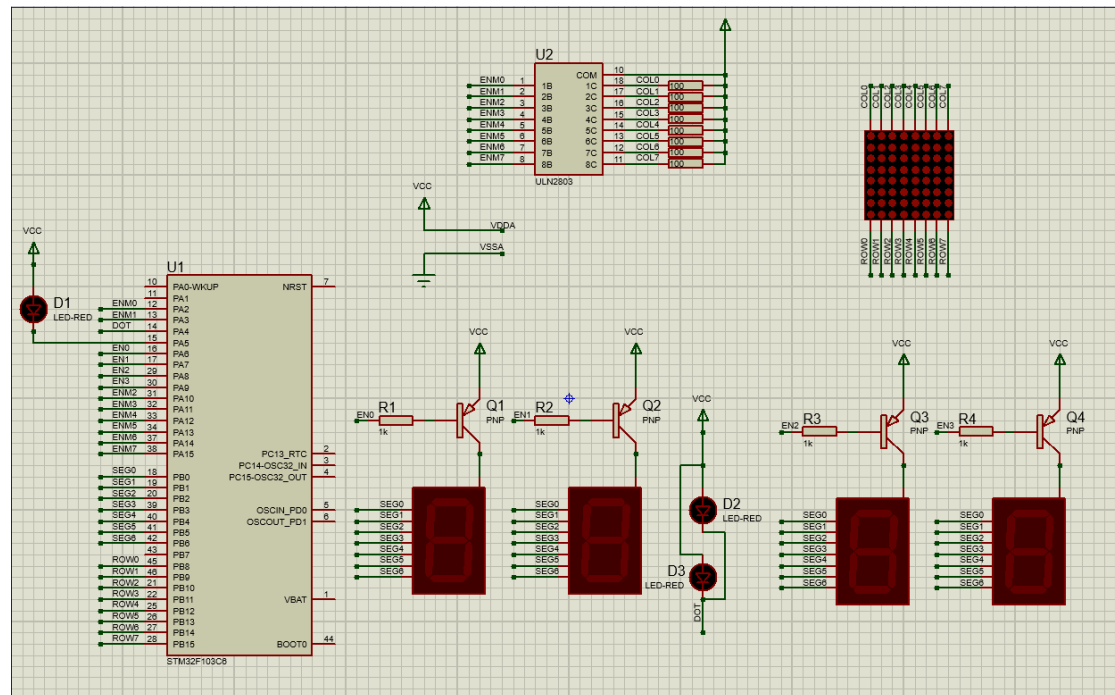 U2
COM
10
ENM0 1 1B 1C 18 COL0 100
ENM1 2 2B 2C 17 COL1 100
ENM2 3 3B 3C 16 COL2 100
ENM3 4 4B 4C 15 COL3 100
ENM4 5 5B 5C 14 COL4 100
ENM5 6 6B 6C 13 COL5 100
ENM6 7 7B 7C 12 COL6 100
ENM7 8 8B 8C 11 COL7 100
ULN2803
COL0
COL1
COL2
COL3
COL4
COL5
COL6
COL7
ROW0
ROW1
ROW2
ROW3
ROW4
ROW5
ROW6
ROW7
VCC
VDDA
VSSA
VCC
D1
LED-RED
U1
10 PA0-WKUP NRST 7
11 PA1
ENM0 12 PA2
ENM1 13 PA3
DOT 14 PA4
15 PA5
EN0 16 PA6
EN1 17 PA7
EN2 29 PA8
EN3 30 PA9
ENM2 31 PA10
ENM3 32 PA11
ENM4 33 PA12
ENM5 34 PA13
ENM6 37 PA14
ENM7 38 PA15
PC13_RTC 2
PC14-OSC32_IN 3
PC15-OSC32_OUT 4
SEG0 18 PB0
SEG1 19 PB1
SEG2 20 PB2
SEG3 39 PB3
SEG4 40 PB4
SEG5 41 PB5
SEG6 42 PB6
43 PB7
OSCIN_PD0 5
OSCOUT_PD1 6
ROW0 45 PB8
ROW1 46 PB9
ROW2 21 PB10
ROW3 22 PB11
ROW4 25 PB12
ROW5 26 PB13
ROW6 27 PB14
ROW7 28 PB15
VBAT 1
BOOT0 44
STM32F103C6
VCC
EN0
R1
1k
Q1
PNP
SEG0
SEG1
SEG2
SEG3
SEG4
SEG5
SEG6
VCC
EN1
R2
1k
Q2
PNP
SEG0
SEG1
SEG2
SEG3
SEG4
SEG5
SEG6
VCC
D2
LED-RED
D3
LED-RED
DOT
VCC
EN2
R3
1k
Q3
PNP
SEG0
SEG1
SEG2
SEG3
SEG4
SEG5
SEG6
VCC
EN3
R4
1k
Q4
PNP
SEG0
SEG1
SEG2
SEG3
SEG4
SEG5
SEG6